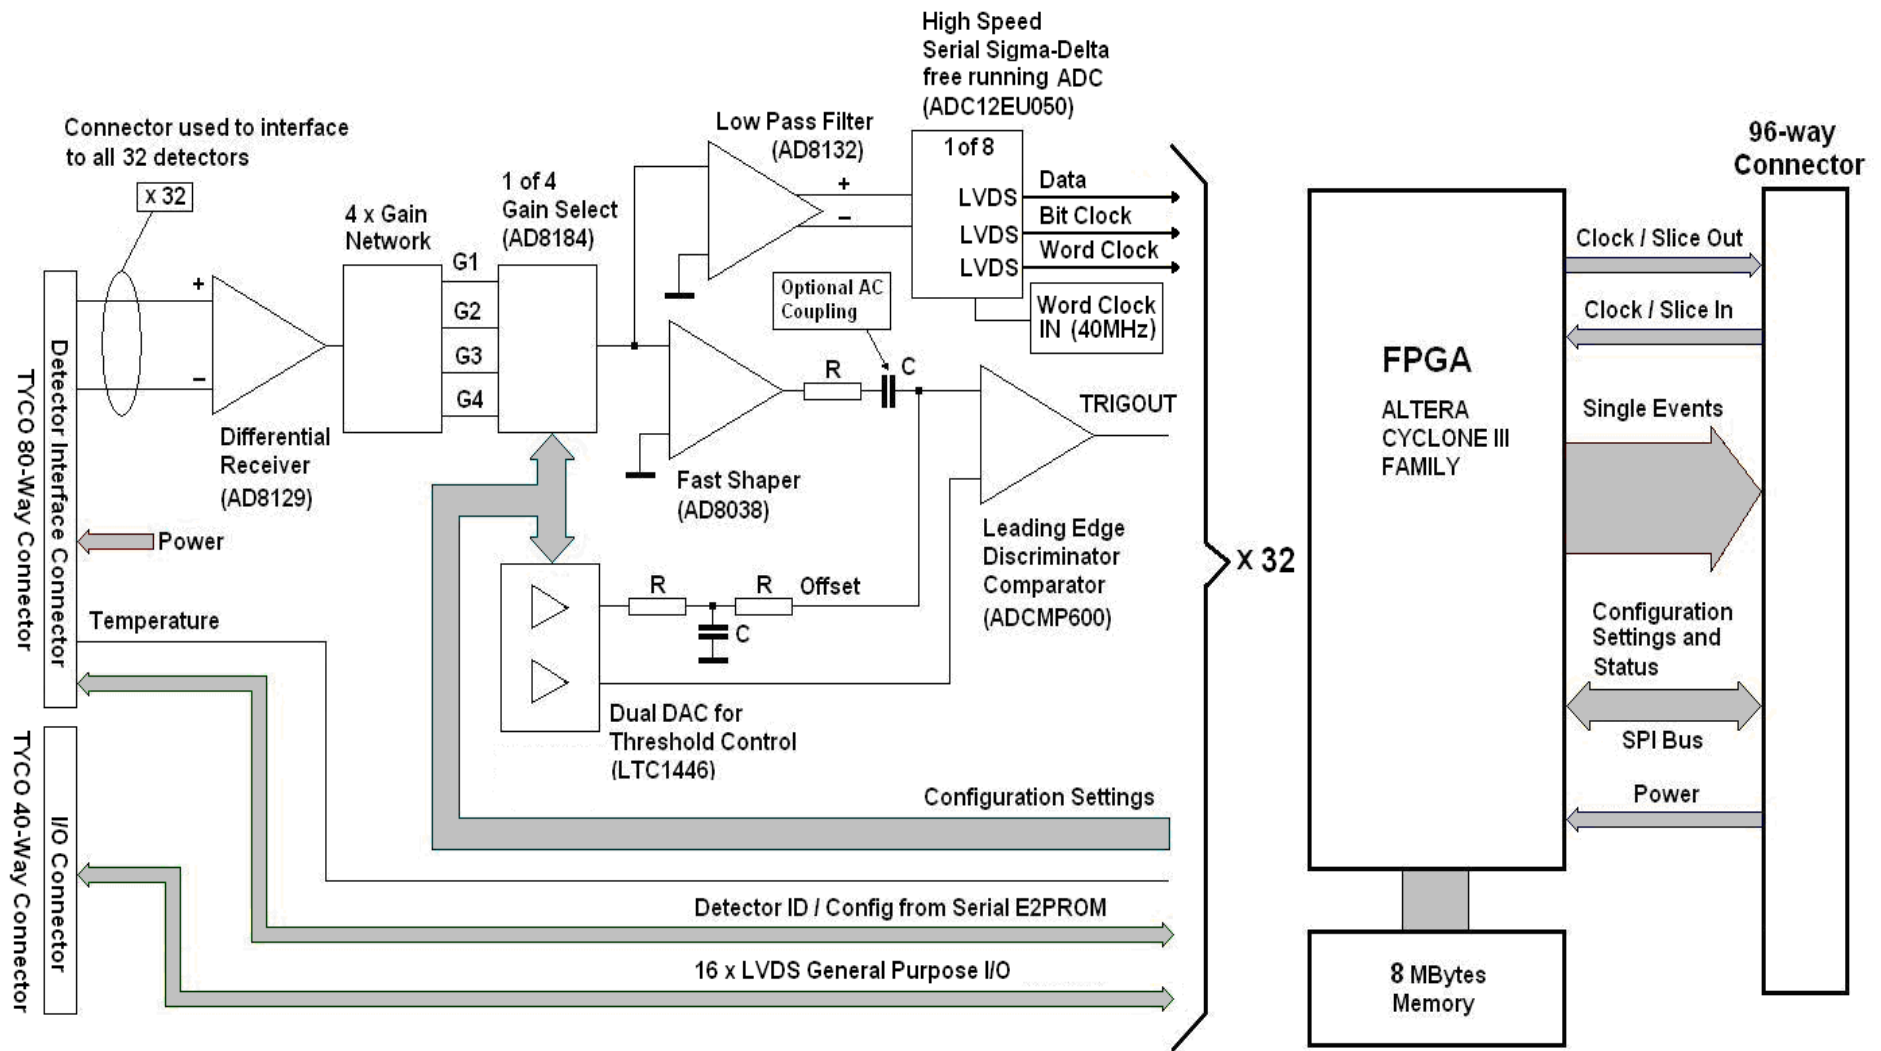 High Speed
Serial Sigma-Delta
free running ADC
(ADC12EU050)
Connector used to interface
to all 32 detectors
X 32
Low Pass Filter
(AD8132)
1 of 8
96-way
Connector
1 of 4
Gain Select
(AD8184)
4 x Gain
Network
+
−
LVDS
Data
LVDS
Bit Clock
LVDS
Word Clock
Clock / Slice Out
G1
G2
G3
G4
+
−
Optional AC
Coupling
Word Clock
IN (40MHz)
Clock / Slice In
Detector Interface Connector
TYCO 80-Way Connector
R
C
FPGA
ALTERA
CYCLONE III
FAMILY
TRIGOUT
Single Events
Differential
Receiver
(AD8129)
Fast Shaper
(AD8038)
Leading Edge
Discriminator
Comparator
(ADCMP600)
X 32
Power
R
R
Offset
C
Temperature
Configuration
Settings and
Status
SPI Bus
Dual DAC for
Threshold Control
(LTC1446)
Configuration Settings
Power
I/O Connector
TYCO 40-Way Connector
Detector ID / Config from Serial E2PROM
16 x LVDS General Purpose I/O
8 MBytes
Memory